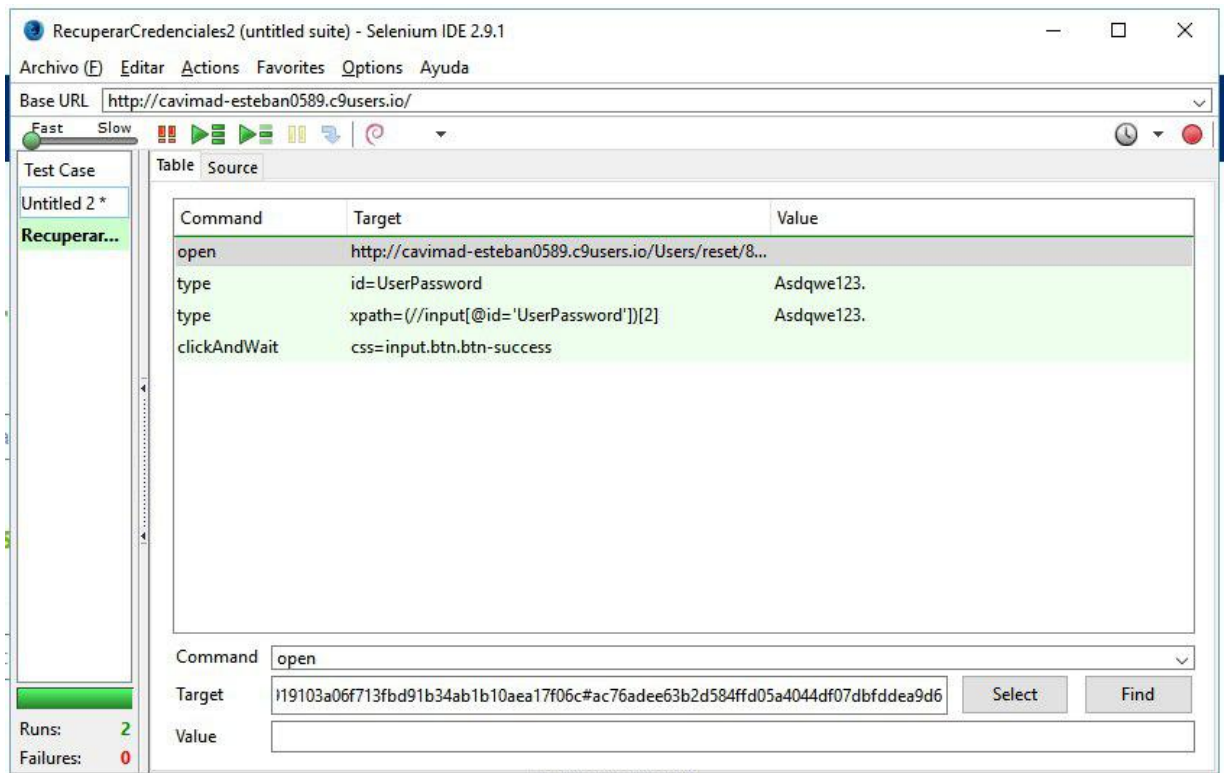 RecuperarCredenciales2 (untitled suite) - Selenium IDE 2.9.1
Archivo (F) Editar Actions Favorites Options Ayuda
Base URL http://cavimad-esteban0589.c9users.io/
Fast Slow
Test Case
Untitled 2 *
Recuperar...
Table Source
Command Target Value
open http://cavimad-esteban0589.c9users.io/Users/reset/8...
type id=UserPassword Asdqwe123.
type xpath=(//input[@id='UserPassword'])[2] Asdqwe123.
clickAndWait css=input.btn.btn-success
Command open
Target 19103a06f713fbd91b34ab1b10aea17f06c#ac76adee63b2d584ffd05a4044df07dbfddea9d6 Select Find
Value
Runs: 2
Failures: 0